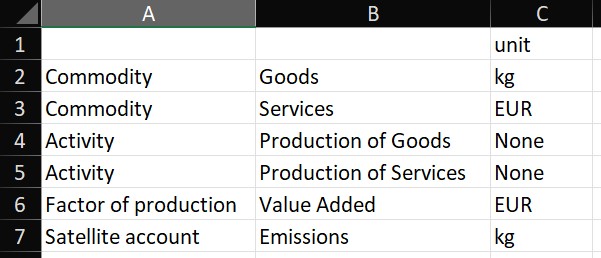 A B C
1 unit
2 Commodity Goods kg
3 Commodity Services EUR
4 Activity Production of Goods None
5 Activity Production of Services None
6 Factor of production Value Added EUR
7 Satellite account Emissions kg